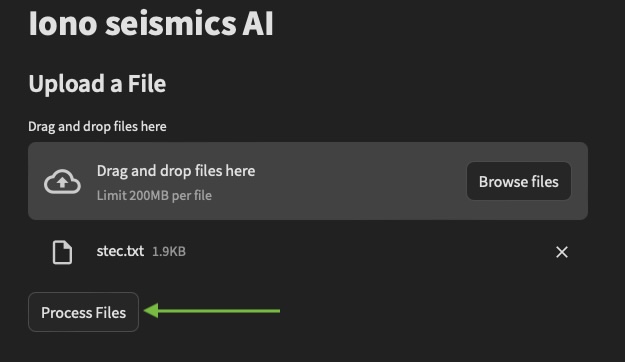 Iono seismics AI
Upload a File
Drag and drop files here
Drag and drop files here
Limit 200MB per file
Browse files
stec.txt 1.9KB
Process Files